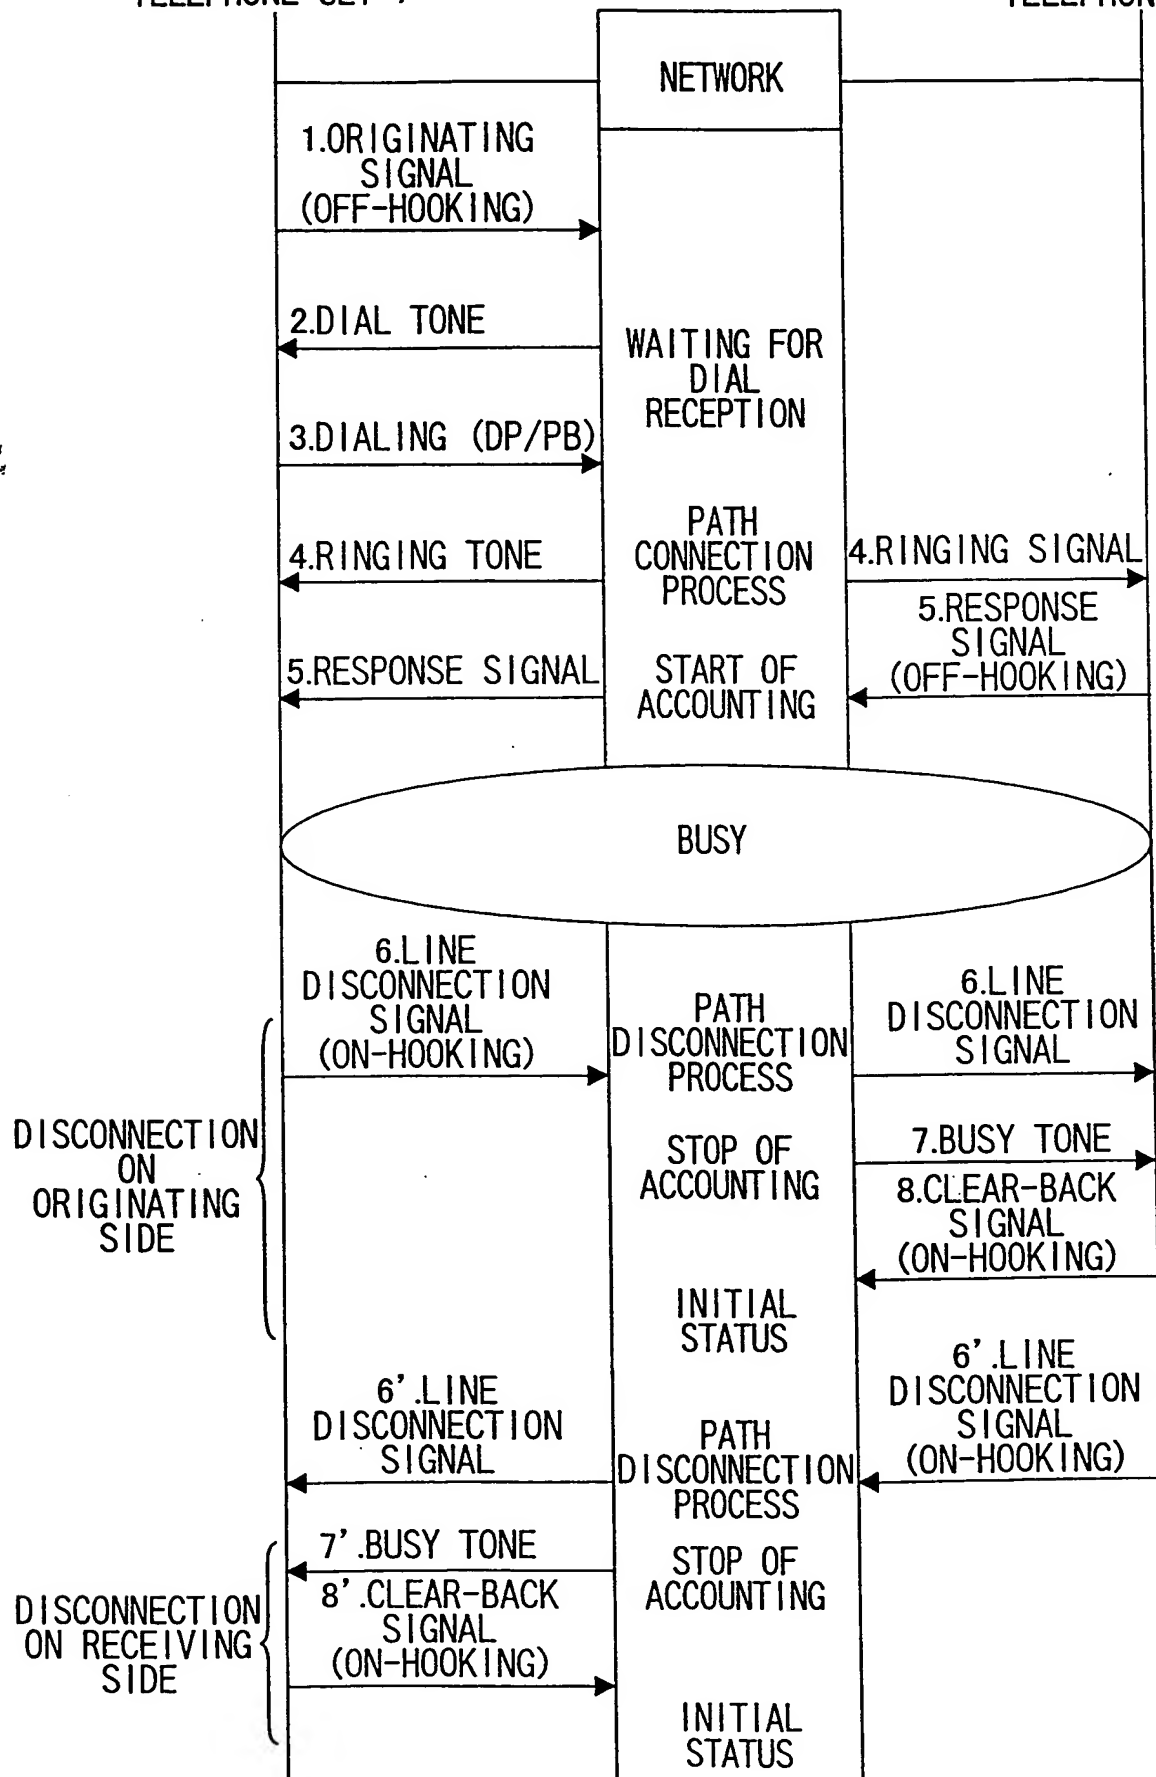 NETWORK
1.ORIGINATING
SIGNAL
(OFF-HOOKING)
2.DIAL TONE
WAITING FOR
DIAL
RECEPTION
3.DIALING (DP/PB)
PATH
CONNECTION
PROCESS
4.RINGING TONE
4.RINGING SIGNAL
5.RESPONSE
SIGNAL
(OFF-HOOKING)
5.RESPONSE SIGNAL
START OF
ACCOUNTING
BUSY
6.LINE
DISCONNECTION
SIGNAL
(ON-HOOKING)
PATH
DISCONNECTION
PROCESS
6.LINE
DISCONNECTION
SIGNAL
DISCONNECTION
ON
ORIGINATING
SIDE
STOP OF
ACCOUNTING
7.BUSY TONE
8.CLEAR-BACK
SIGNAL
(ON-HOOKING)
INITIAL
STATUS
6'.LINE
DISCONNECTION
SIGNAL
(ON-HOOKING)
6'.LINE
DISCONNECTION
SIGNAL
PATH
DISCONNECTION
PROCESS
7'.BUSY TONE
STOP OF
ACCOUNTING
8'.CLEAR-BACK
SIGNAL
(ON-HOOKING)
DISCONNECTION
ON RECEIVING
SIDE
INITIAL
STATUS